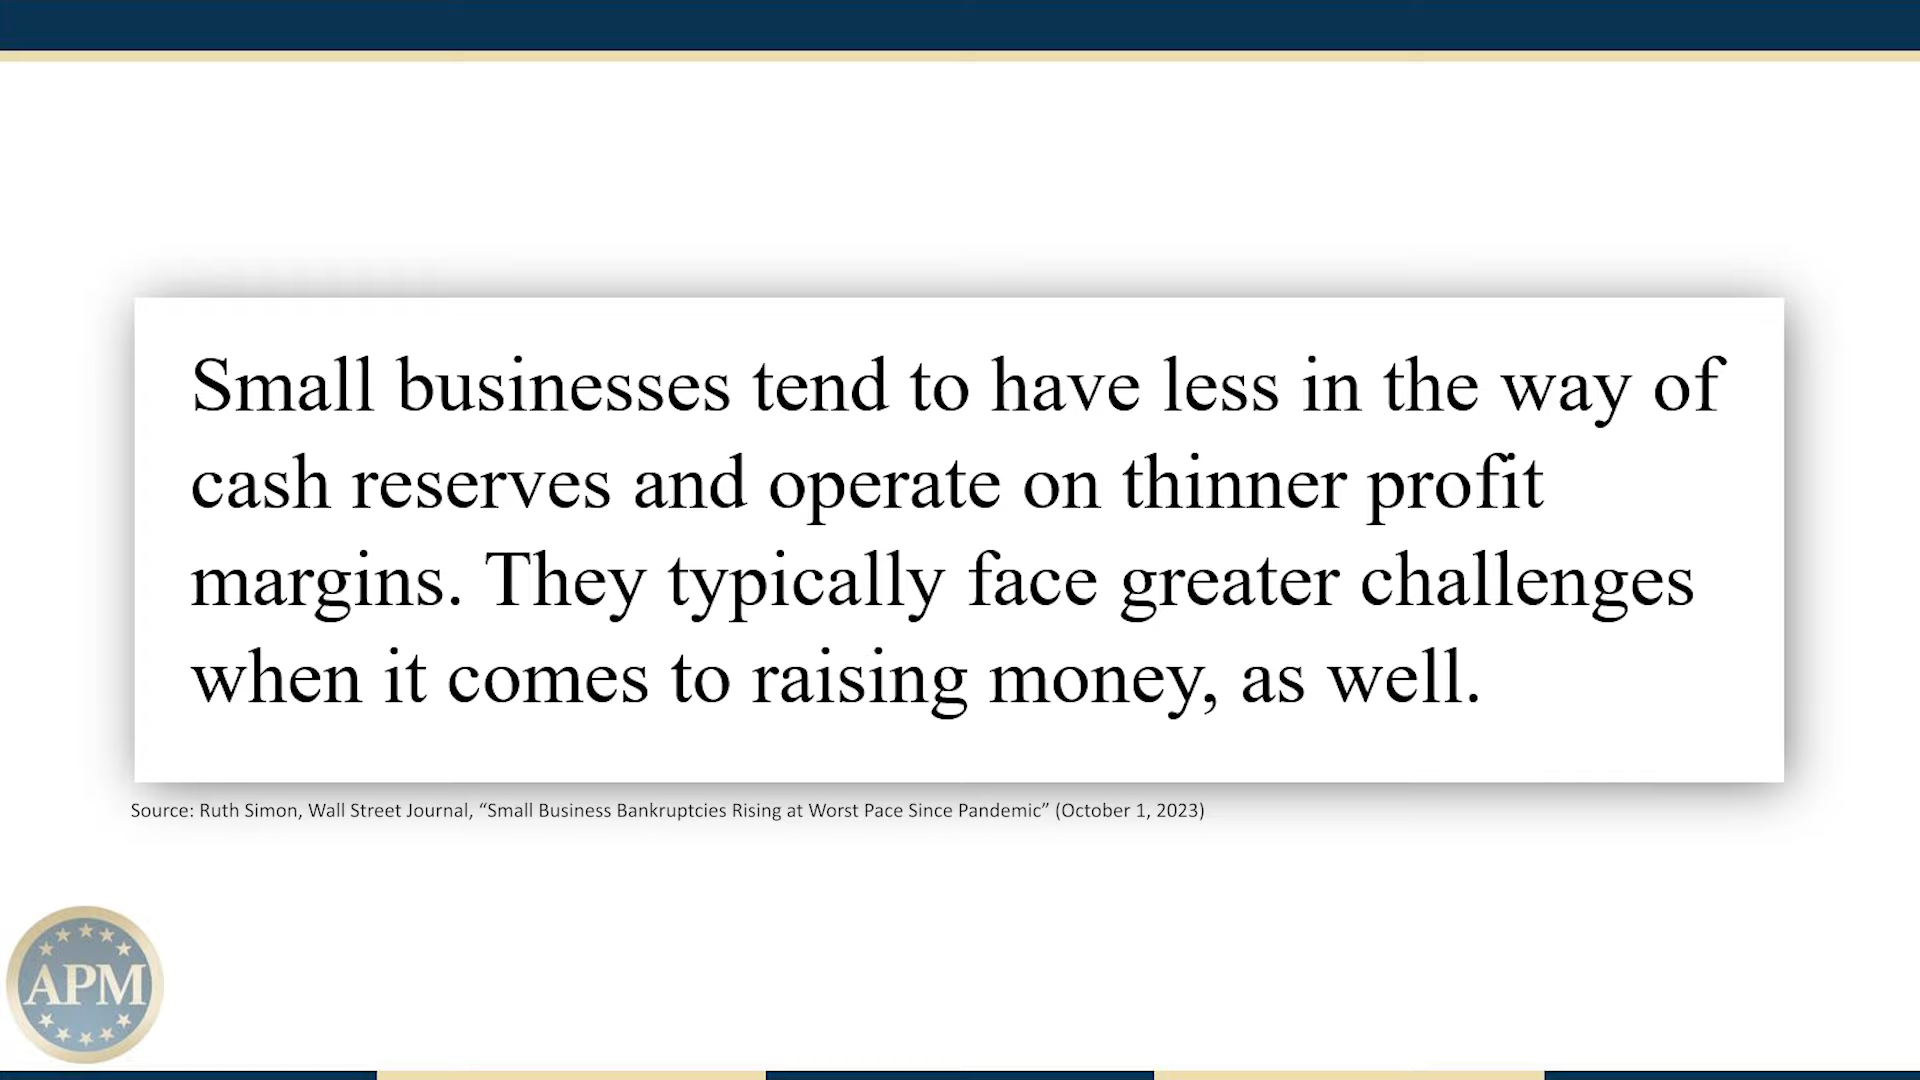 Small businesses tend to have less in the way of
cash reserves and operate on thinner profit
margins. They typically face greater challenges
when it comes to raising money, as well.
Source: Ruth Simon, Wall Street Journal, “Small Business Bankruptcies Rising at Worst Pace Since Pandemic” (October 1, 2023)
APM